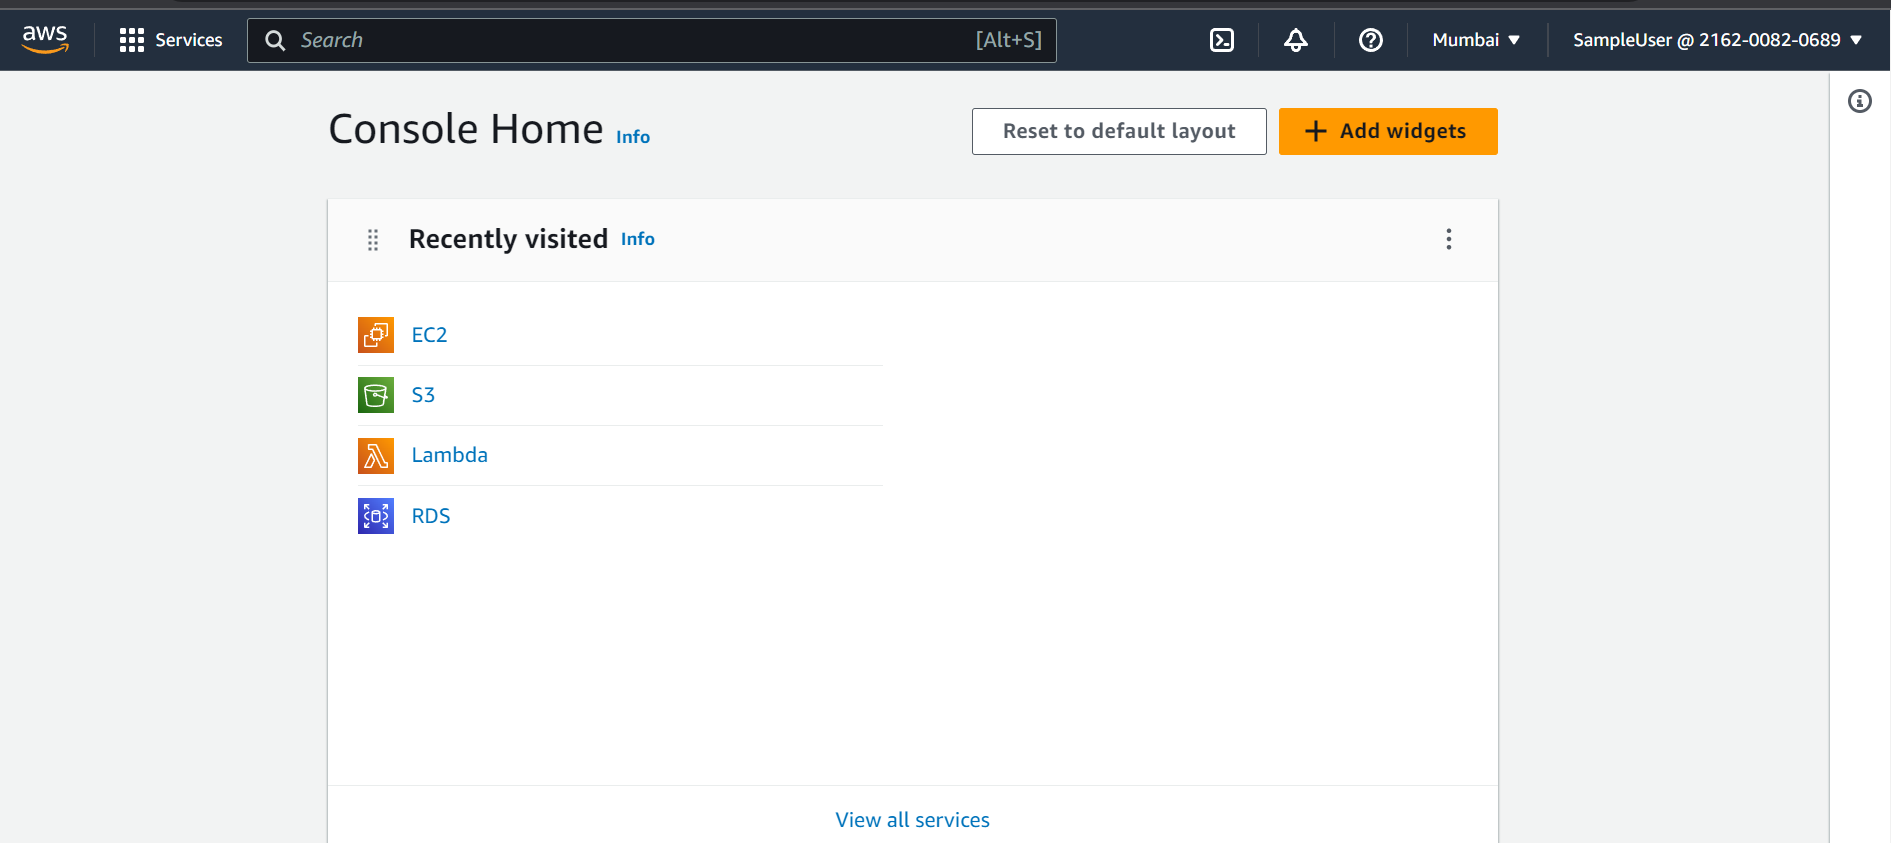 aws Services Search [Alt+S] Mumbai SampleUser @ 2162-0082-0689
Console Home Info Reset to default layout Add widgets
Recently visited Info
EC2
S3
Lambda
RDS
View all services